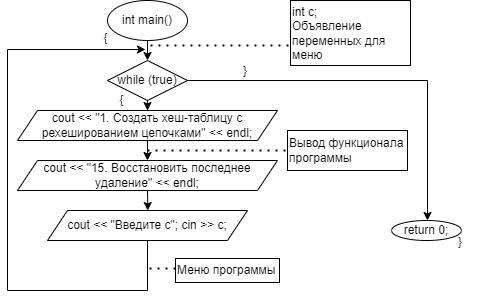 int main()
{
int c;
Объявление
переменных для
меню
while (true)
}
{
cout << "1. Создать хеш-таблицу с
рехешированием цепочками" << endl;
Вывод функционала
программы
cout << "15. Восстановить последнее
удаление" << endl;
cout << "Введите c"; cin >> c;
return 0;
}
Меню программы